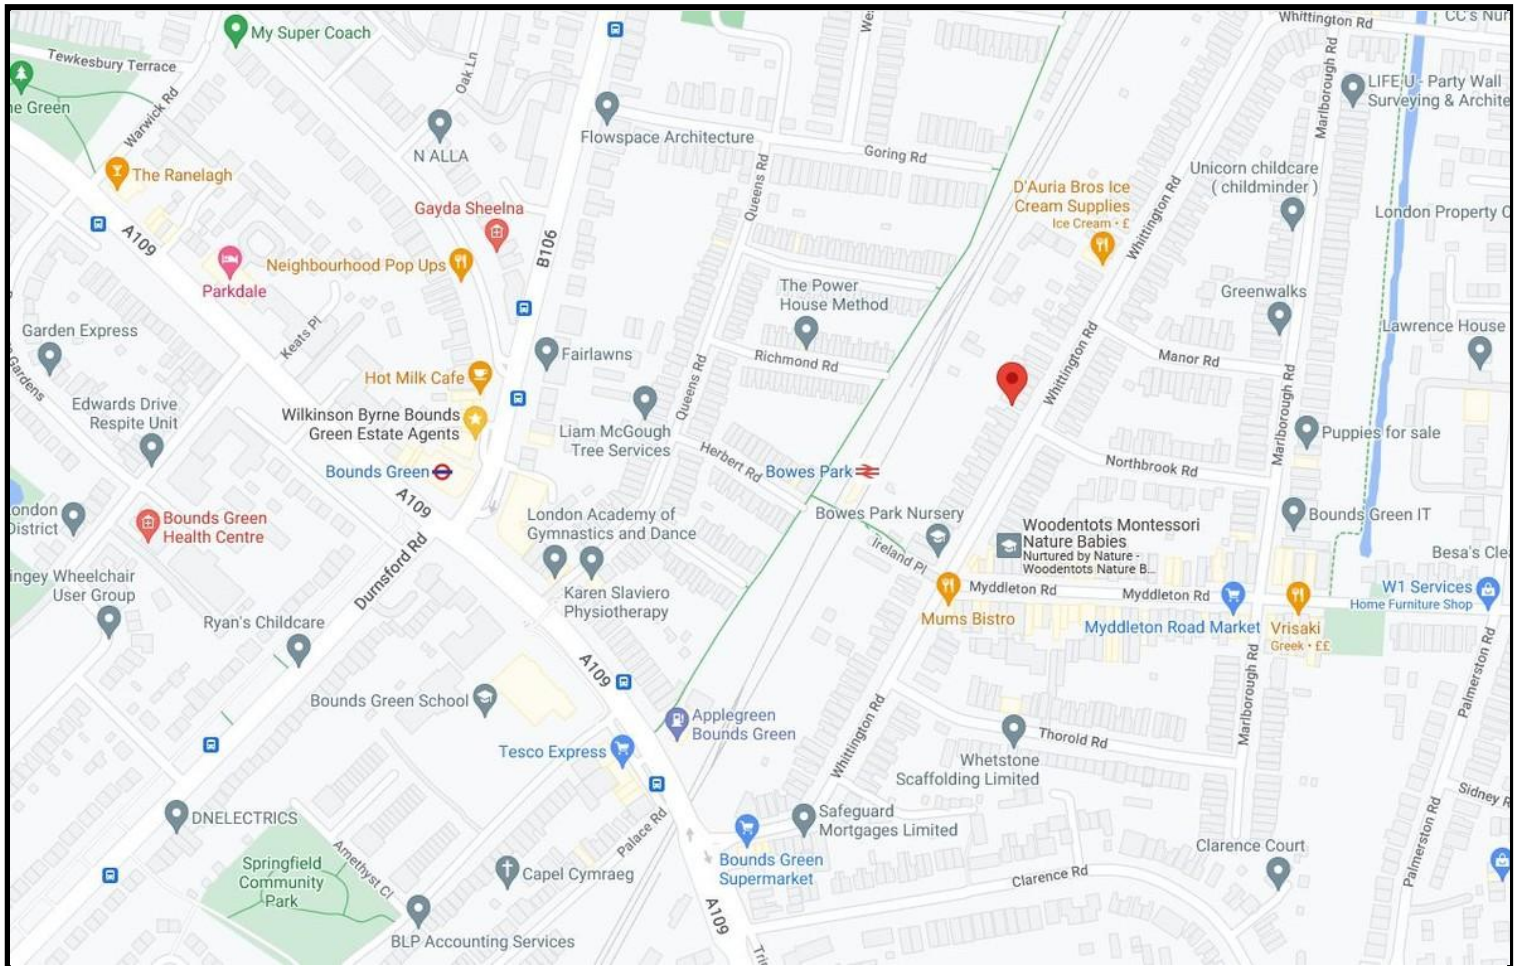 My Super Coach
Tewkesbury Terrace
Warwick Rd
Oak Ln
Whittington Rd
Marlborough Rd
LIFE U - Party Wall
Surveying & Archite
Flowspace Architecture
N ALLA
Goring Rd
Queens Rd
The Ranelagh
Gayda Sheelna
A109
B106
Parkdale
Neighbourhood Pop Ups
Keats Pl
D'Auria Bros Ice
Cream Supplies
Ice Cream · £
Whittington Rd
Unicorn childcare
( childminder )
London Property
Greenwalks
Lawrence House
The Power
House Method
Richmond Rd
Garden Express
Gardens
Fairlawns
Hot Milk Cafe
Queens Rd
Whittington Rd
Manor Rd
Marlborough Rd
Edwards Drive
Respite Unit
Wilkinson Byrne Bounds
Green Estate Agents
Liam McGough
Tree Services
Puppies for sale
Bounds Green
Herbert Rd
Bowes Park
Northbrook Rd
A109
Bounds Green
Health Centre
District
London Academy of
Gymnastics and Dance
Bowes Park Nursery
Ireland Pl
Woodentots Montessori
Nature Babies
Nurtured by Nature -
Woodentots Nature B...
Bounds Green IT
Durnsford Rd
Karen Slaviero
Physiotherapy
ingey Wheelchair
User Group
Ryan's Childcare
Mums Bistro
Myddleton Rd
Myddleton Rd
Myddleton Road Market
Vrisaki
Greek · ££
W1 Services
Home Furniture Shop
Bounds Green School
A109
Marlborough Rd
Palmerston Rd
Applegreen
Bounds Green
Tesco Express
Whittington Rd
Thorold Rd
Whetstone
Scaffolding Limited
Sidney
DNELECTRICS
Palace Rd
Safeguard
Mortgages Limited
Springfield
Community
Park
Amethyst Cl
Bounds Green
Supermarket
Capel Cymraeg
Clarence Court
Clarence Rd
Palmerston Rd
BLP Accounting Services
A109